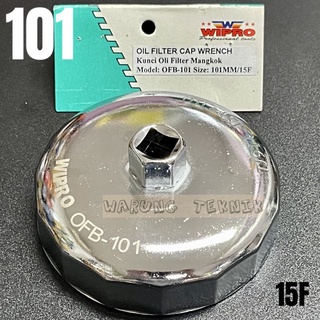 101
WIPRO
Professional tools
OIL FILTER CAP WRENCH
Kunci Oli Filter Mangkok
Model: OFB-101 Size: 101MM/15F
WARUNG TEKNIK
WIPRO OFB-101
15F